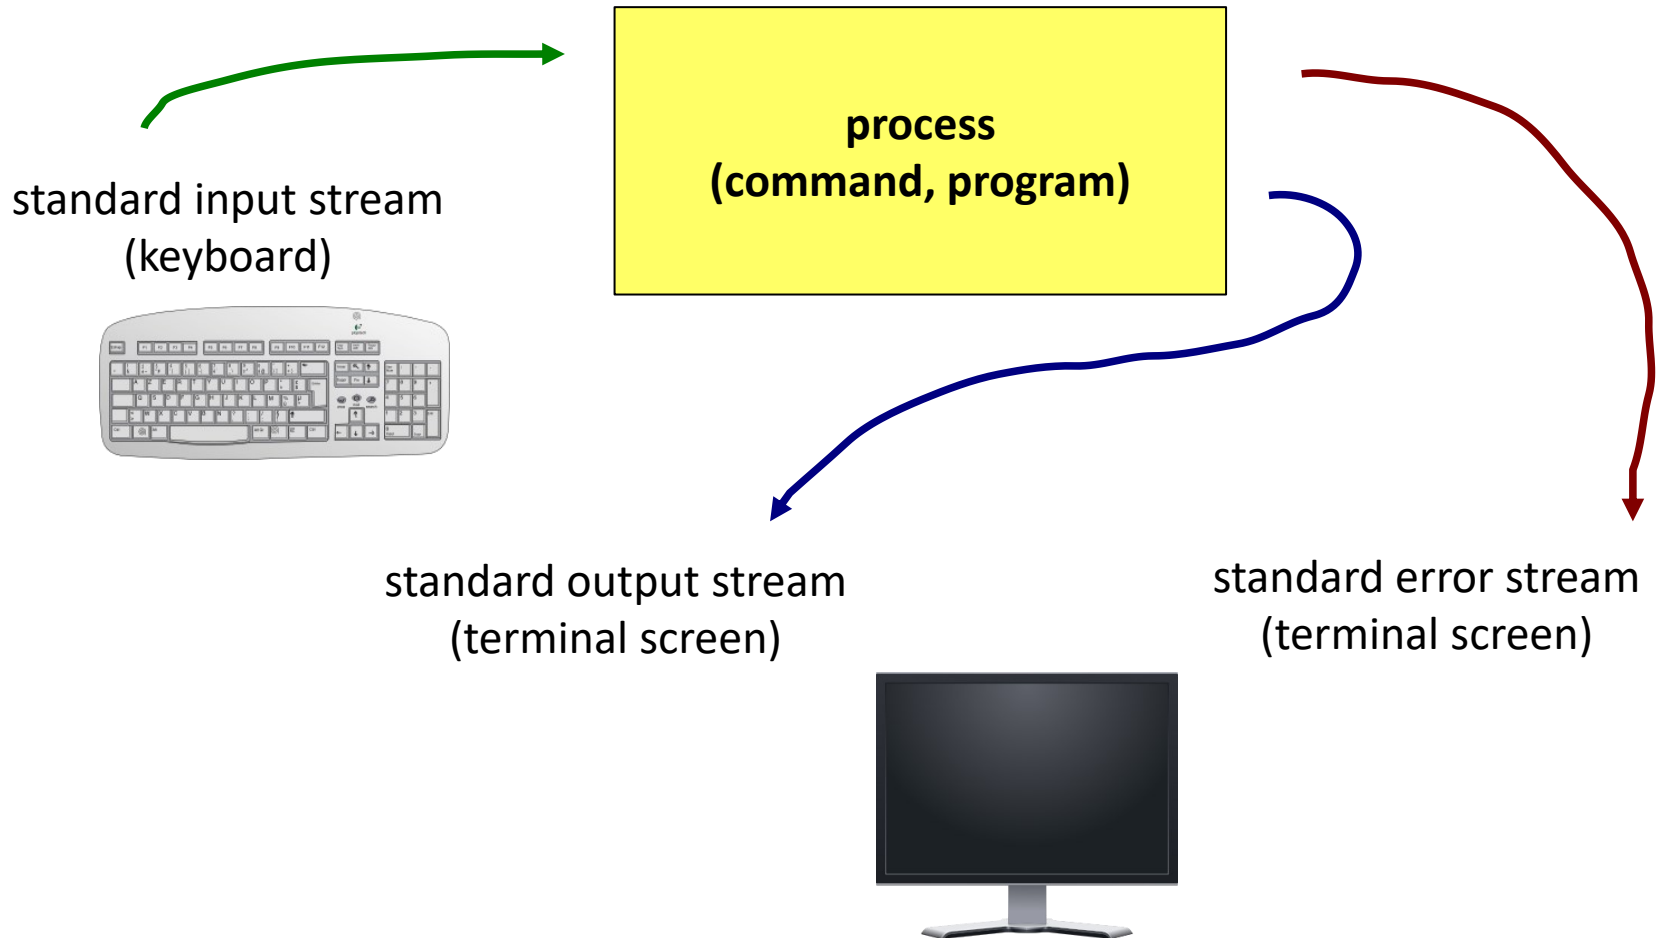 process
(command, program)
standard input stream
(keyboard)
standard output stream
(terminal screen)
standard error stream
(terminal screen)